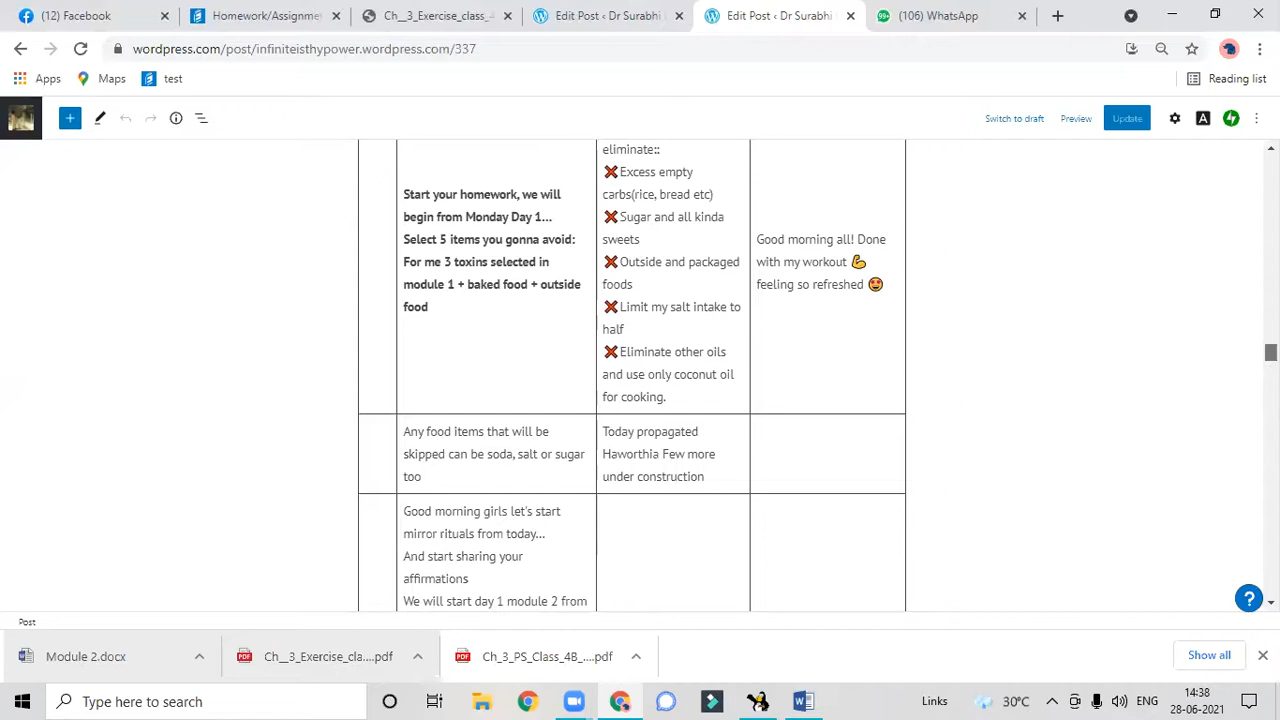 (12) Facebook
Homework/Assignme
Ch__3_Exercise_class_4
Edit Post ‹ Dr Surabhi
Edit Post ‹ Dr Surabhi
99+
(106) WhatsApp
wordpress.com/post/infiniteisthypower.wordpress.com/337
Apps
Maps
test
Reading list
Switch to draft
Preview
Update
A
eliminate::
❌Excess empty
carbs(rice, bread etc)
❌Sugar and all kinda
sweets
❌Outside and packaged
foods
❌Limit my salt intake to
half
❌Eliminate other oils
and use only coconut oil
for cooking.
Start your homework, we will
begin from Monday Day 1...
Select 5 items you gonna avoid:
For me 3 toxins selected in
module 1 + baked food + outside
food
Good morning all! Done
with my workout 💪
feeling so refreshed 🤩
Any food items that will be
skipped can be soda, salt or sugar
too
Today propagated
Haworthia Few more
under construction
Good morning girls let's start
mirror rituals from today...
And start sharing your
affirmations
We will start day 1 module 2 from
Post
Module 2.docx
Ch__3_Exercise_cla....pdf
Ch_3_PS_Class_4B_....pdf
Show all
Type here to search
Links
30°C
ENG
14:38
28-06-2021